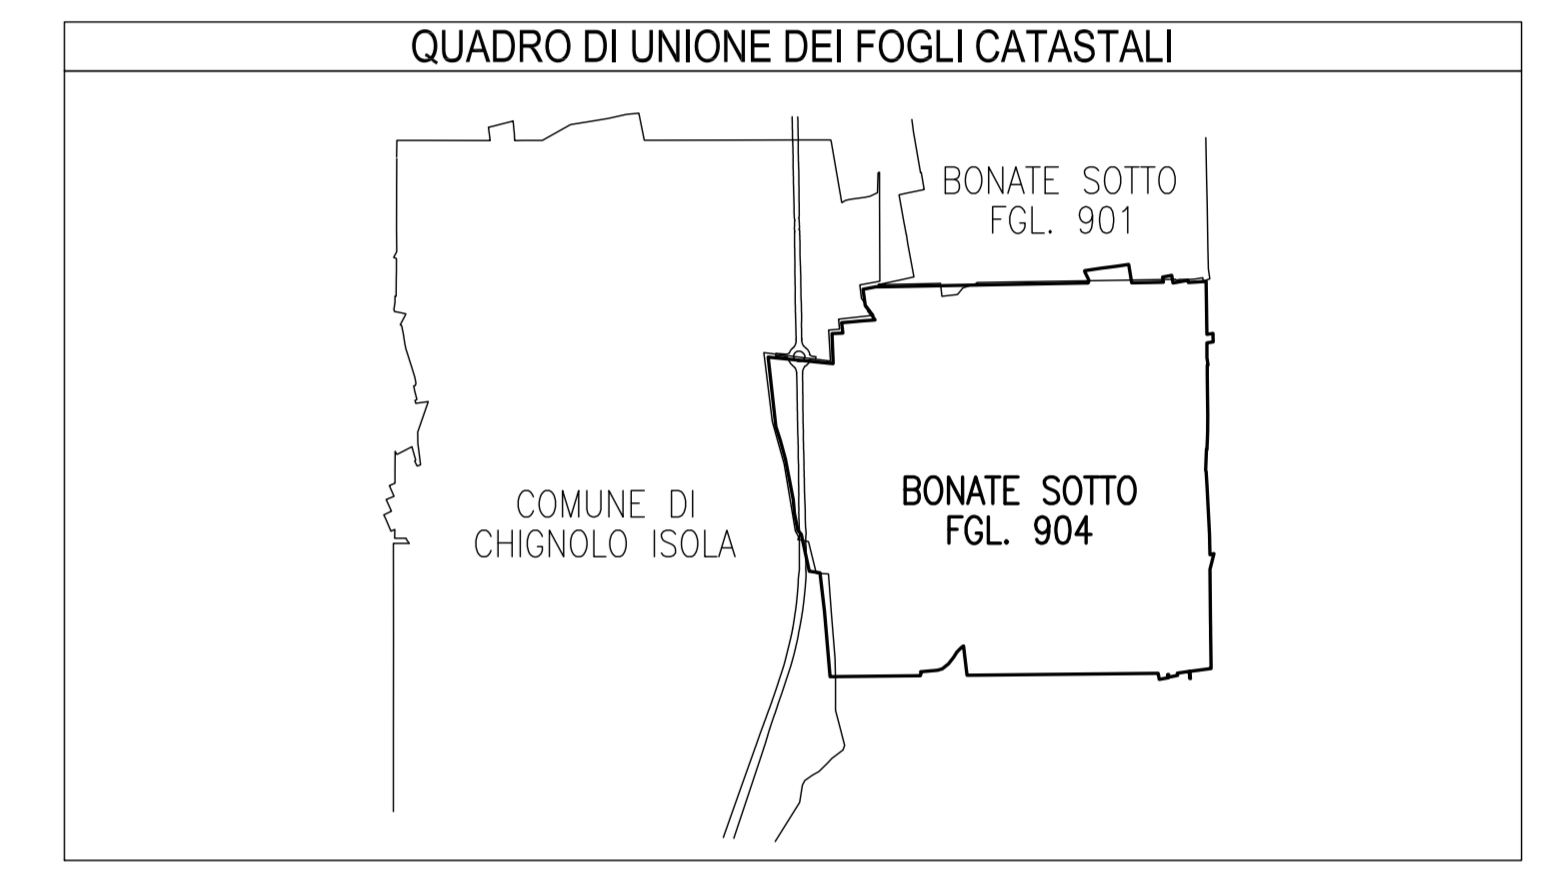 QUADRO DI UNIONE DEI FOGLI CATASTALI
BONATE SOTTO
FGL. 901
COMUNE DI
CHIGNOLO ISOLA
BONATE SOTTO
FGL. 904